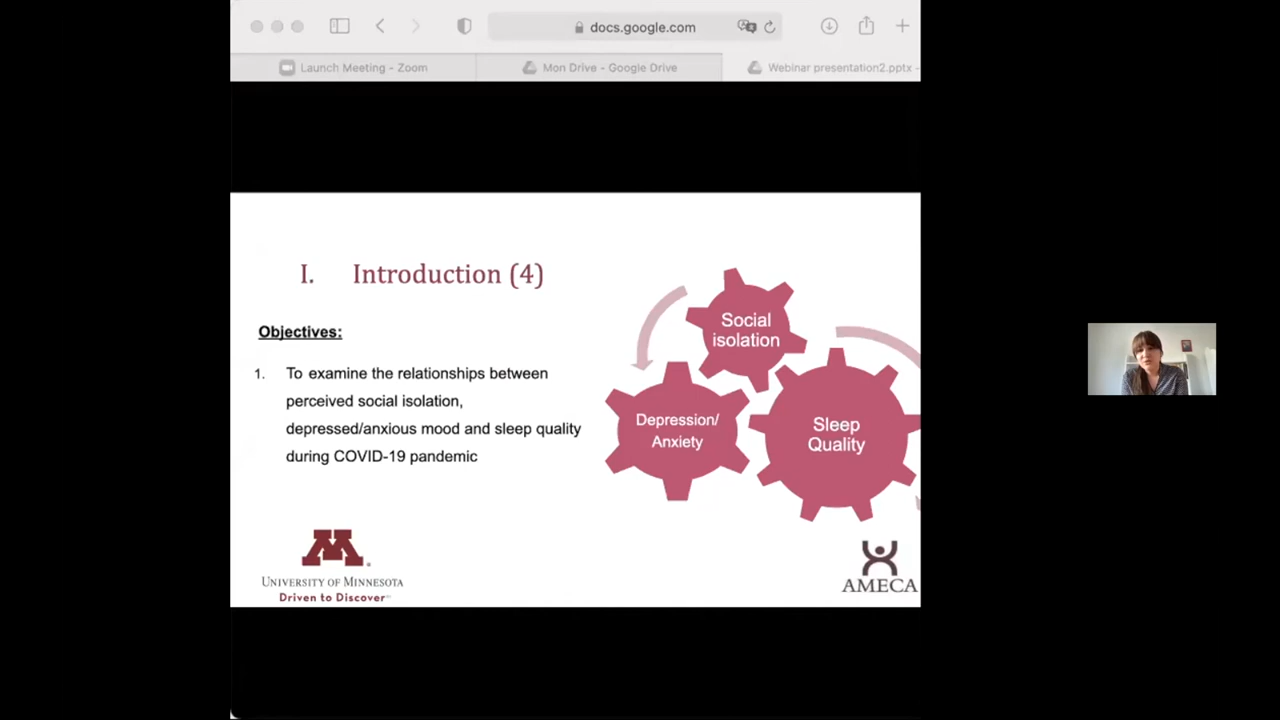 docs.google.com
Launch Meeting - Zoom
Mon Drive - Google Drive
Webinar presentation2.pptx -
I. Introduction (4)
Objectives:
1. To examine the relationships between
perceived social isolation,
depressed/anxious mood and sleep quality
during COVID-19 pandemic
Social
isolation
Depression/
Anxiety
Sleep
Quality
M
UNIVERSITY OF MINNESOTA
Driven to Discover
AMECA